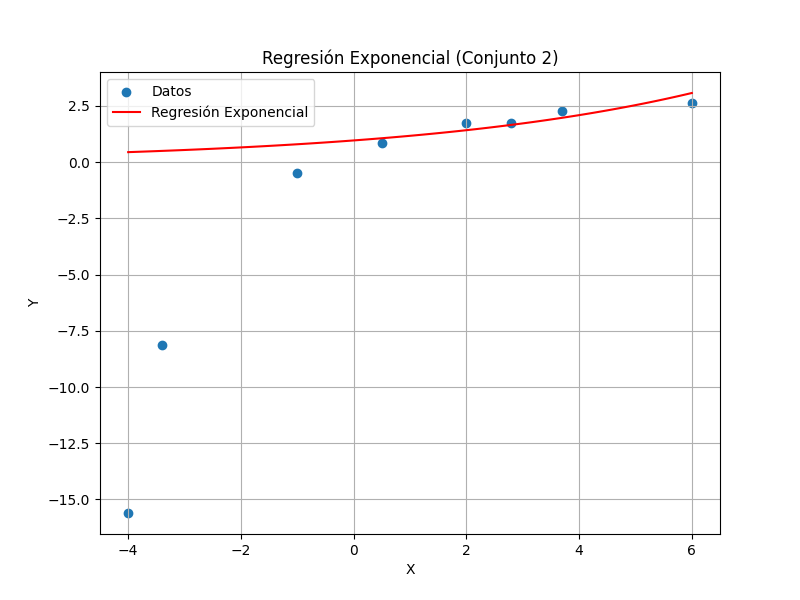 Regresión Exponencial (Conjunto 2)
Datos
Regresión Exponencial
2.5
0.0
−2.5
−5.0
−7.5
−10.0
−12.5
−15.0
Y
−4
−2
0
2
4
6
X